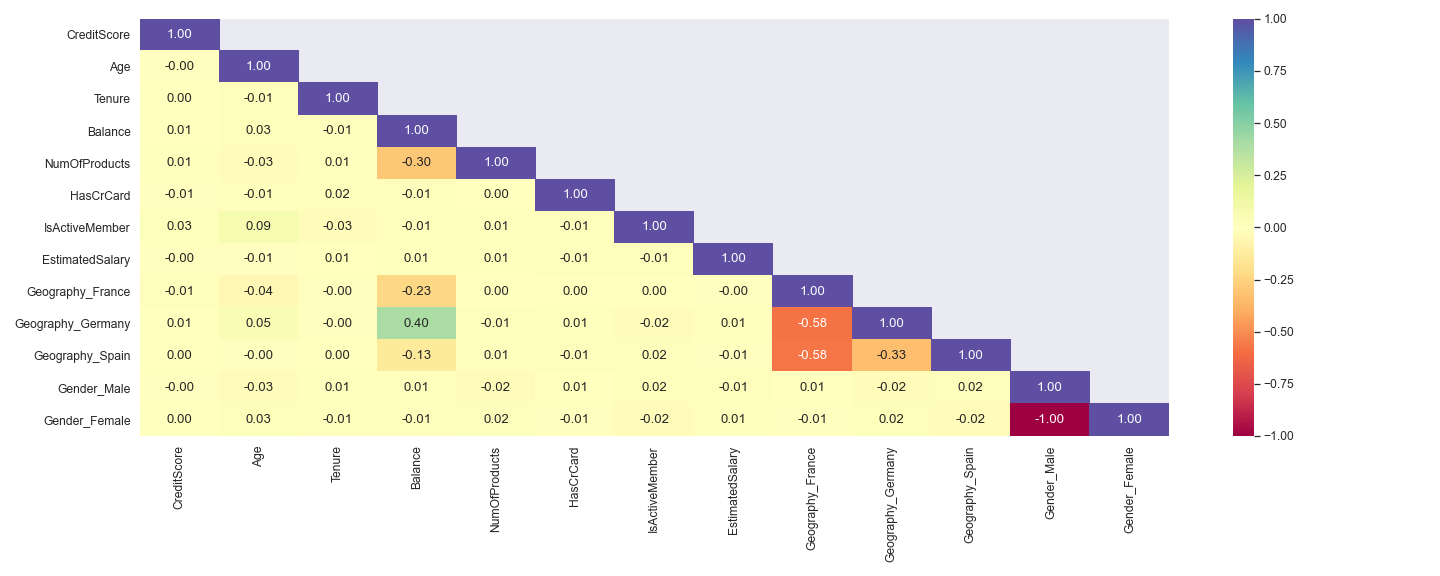 CreditScore 1.00
Age -0.00 1.00
Tenure 0.00 -0.01 1.00
Balance 0.01 0.03 -0.01 1.00
NumOfProducts 0.01 -0.03 0.01 -0.30 1.00
HasCrCard -0.01 -0.01 0.02 -0.01 0.00 1.00
IsActiveMember 0.03 0.09 -0.03 -0.01 0.01 -0.01 1.00
EstimatedSalary -0.00 -0.01 0.01 0.01 0.01 -0.01 -0.01 1.00
Geography_France -0.01 -0.04 -0.00 -0.23 0.00 0.00 0.00 -0.00 1.00
Geography_Germany 0.01 0.05 -0.00 0.40 -0.01 0.01 -0.02 0.01 -0.58 1.00
Geography_Spain 0.00 -0.00 0.00 -0.13 0.01 -0.01 0.02 -0.01 -0.58 -0.33 1.00
Gender_Male -0.00 -0.03 0.01 0.01 -0.02 0.01 0.02 -0.01 0.01 -0.02 0.02 1.00
Gender_Female 0.00 0.03 -0.01 -0.01 0.02 -0.01 -0.02 0.01 -0.01 0.02 -0.02 -1.00 1.00
CreditScore
Age
Tenure
Balance
NumOfProducts
HasCrCard
IsActiveMember
EstimatedSalary
Geography_France
Geography_Germany
Geography_Spain
Gender_Male
Gender_Female
1.00
0.75
0.50
0.25
0.00
−0.25
−0.50
−0.75
−1.00